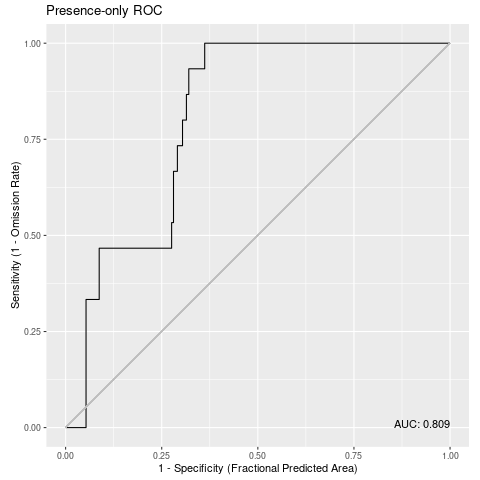 Presence-only ROC
Sensitivity (1 - Omission Rate)
1.00
0.75
0.50
0.25
0.00
AUC: 0.809
0.00 0.25 0.50 0.75 1.00
1 - Specificity (Fractional Predicted Area)